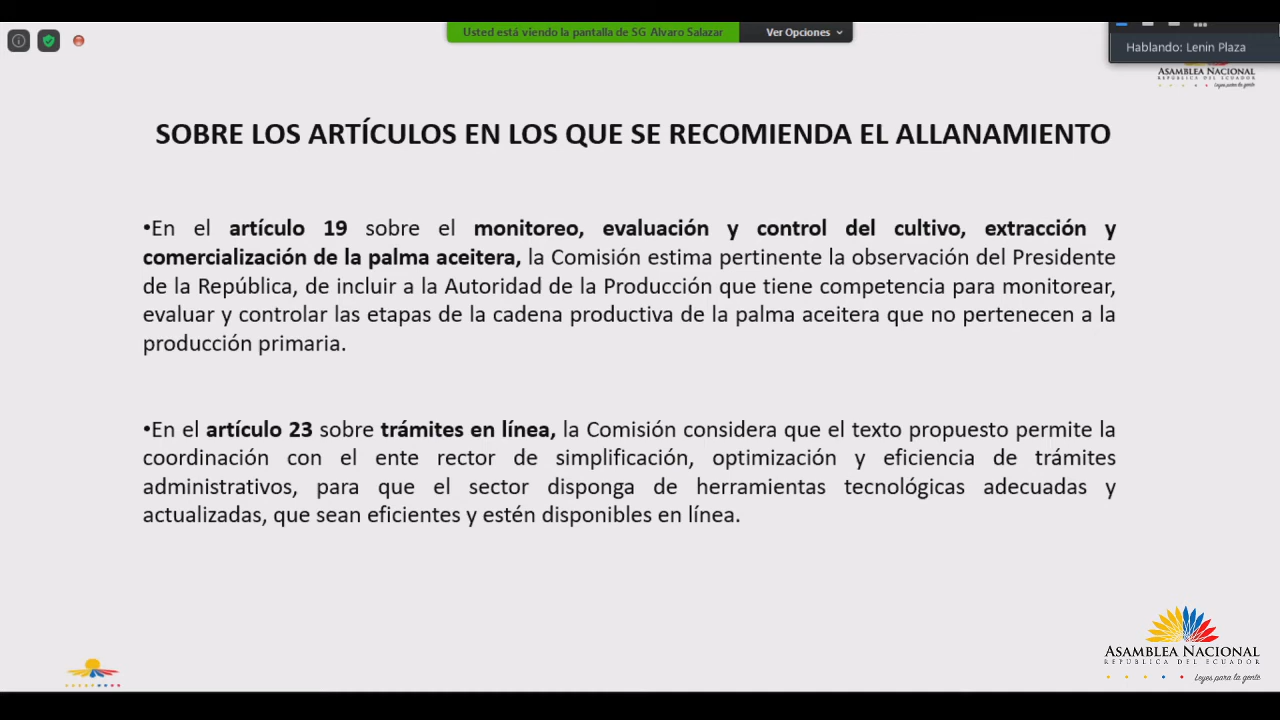 Usted está viendo la pantalla de SG Alvaro Salazar
Ver Opciones
Hablando: Lenin Plaza
ASAMBLEA NACIONAL
REPÚBLICA DEL ECUADOR
Leyes para la gente
SOBRE LOS ARTÍCULOS EN LOS QUE SE RECOMIENDA EL ALLANAMIENTO
•En el artículo 19 sobre el monitoreo, evaluación y control del cultivo, extracción y
comercialización de la palma aceitera, la Comisión estima pertinente la observación del Presidente
de la República, de incluir a la Autoridad de la Producción que tiene competencia para monitorear,
evaluar y controlar las etapas de la cadena productiva de la palma aceitera que no pertenecen a la
producción primaria.
•En el artículo 23 sobre trámites en línea, la Comisión considera que el texto propuesto permite la
coordinación con el ente rector de simplificación, optimización y eficiencia de trámites
administrativos, para que el sector disponga de herramientas tecnológicas adecuadas y
actualizadas, que sean eficientes y estén disponibles en línea.
ASAMBLEA NACIONAL
REPÚBLICA DEL ECUADOR
Leyes para la gente